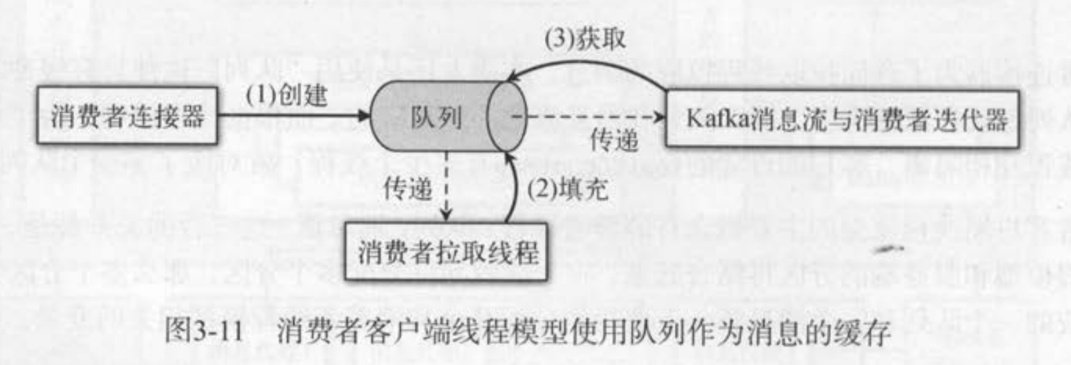 (3)获取
消费者连接器
(1)创建
队列
传递
Kafka消息流与消费者迭代器
传递
(2)填充
消费者拉取线程
图3-11 消费者客户端线程模型使用队列作为消息的缓存